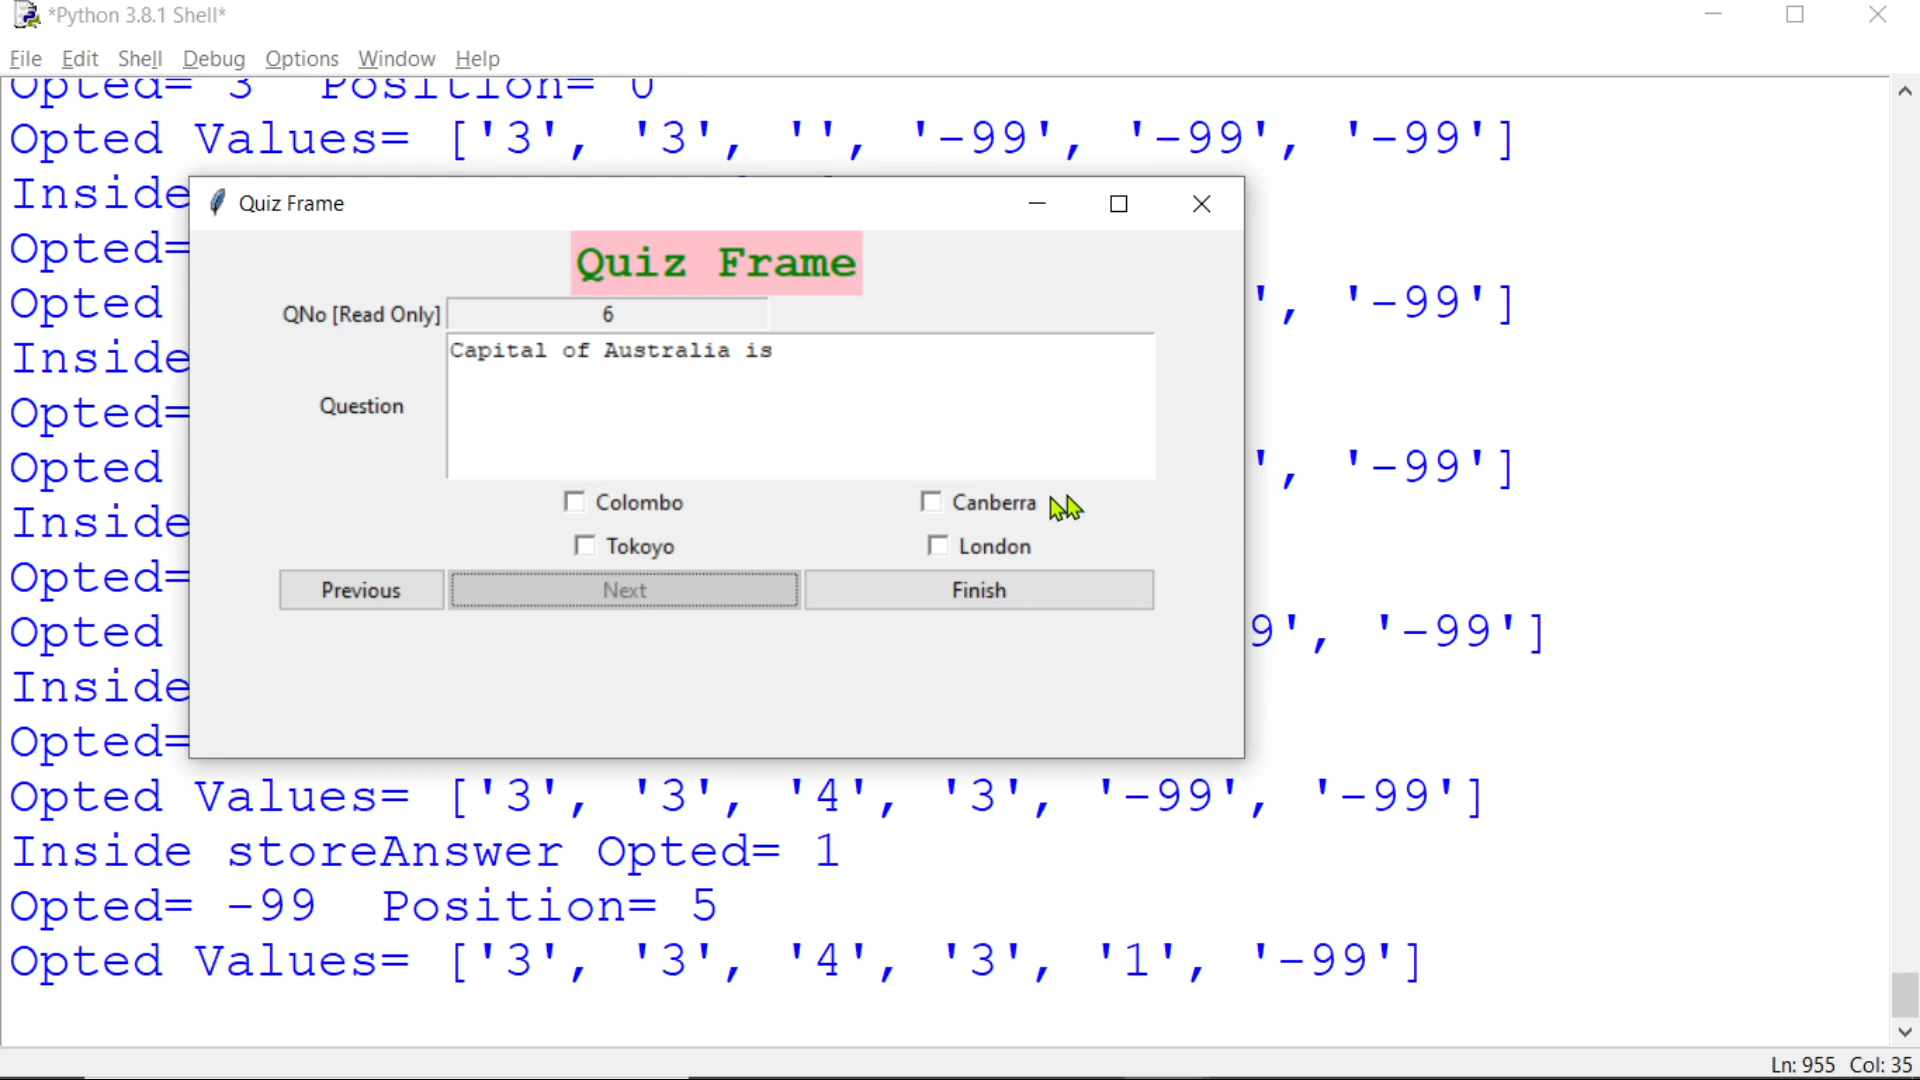 *Python 3.8.1 Shell*
File Edit Shell Debug Options Window Help
Opted= 3 Position= 0
Opted Values= ['3', '3', '', '-99', '-99', '-99']
Inside
Opted=
Opted ', '-99']
Inside
Opted=
Opted ', '-99']
Inside
Opted=
Opted 9', '-99']
Inside
Opted=
Opted Values= ['3', '3', '4', '3', '-99', '-99']
Inside storeAnswer Opted= 1
Opted= -99 Position= 5
Opted Values= ['3', '3', '4', '3', '1', '-99']
Quiz Frame
Quiz Frame
QNo [Read Only] 6
Question Capital of Australia is
Colombo Canberra
Tokoyo London
Previous Next Finish
Ln: 955 Col: 35